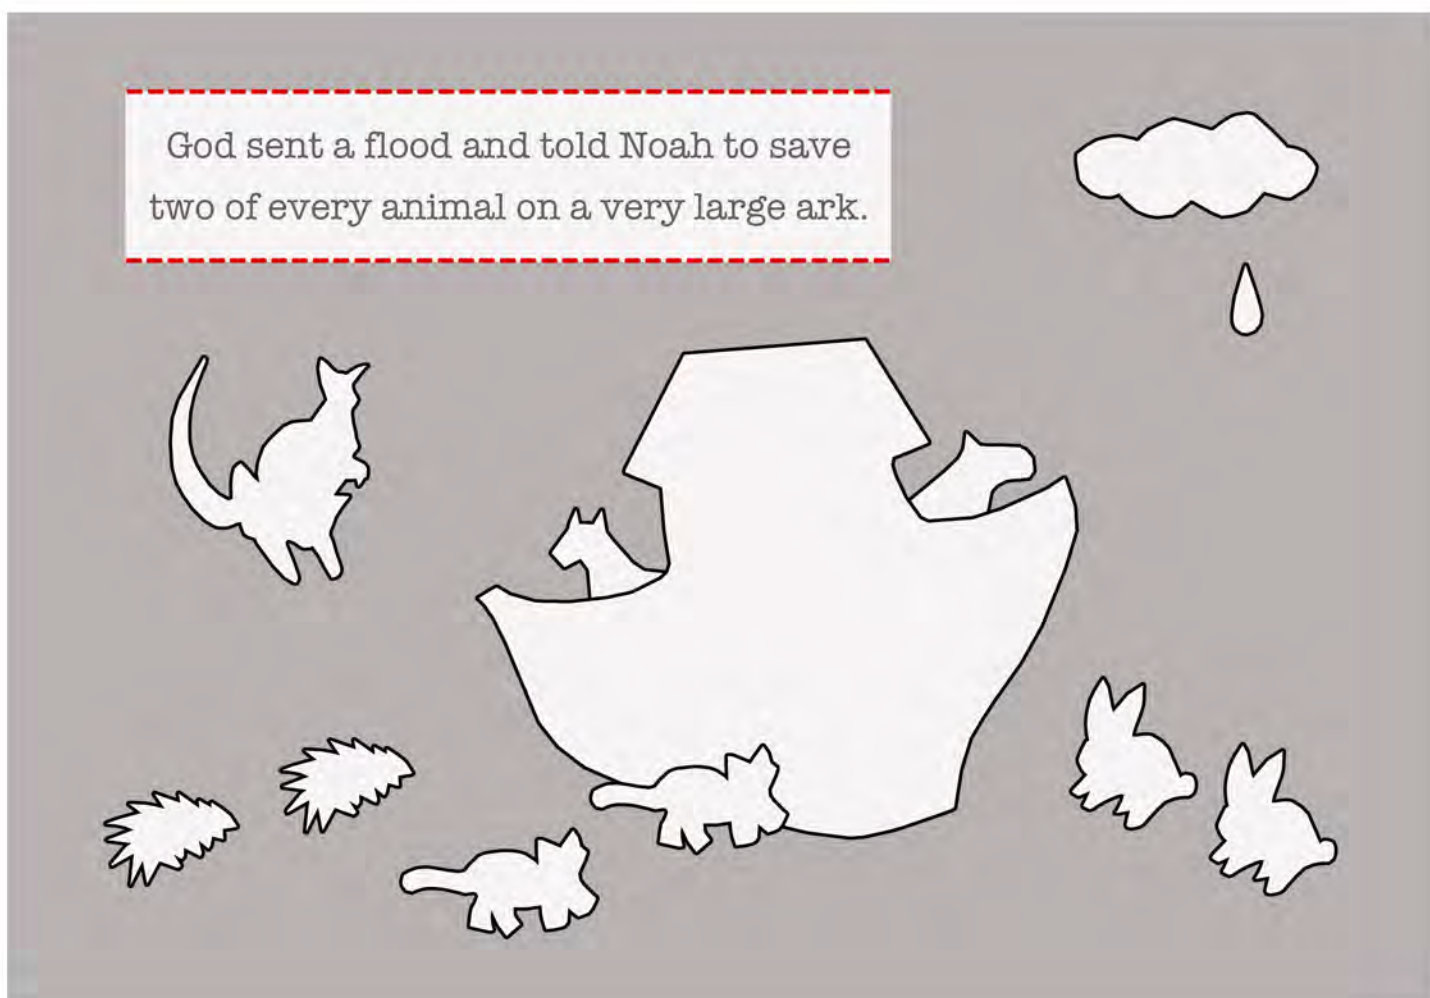 God sent a flood and told Noah to save
two of every animal on a very large ark.